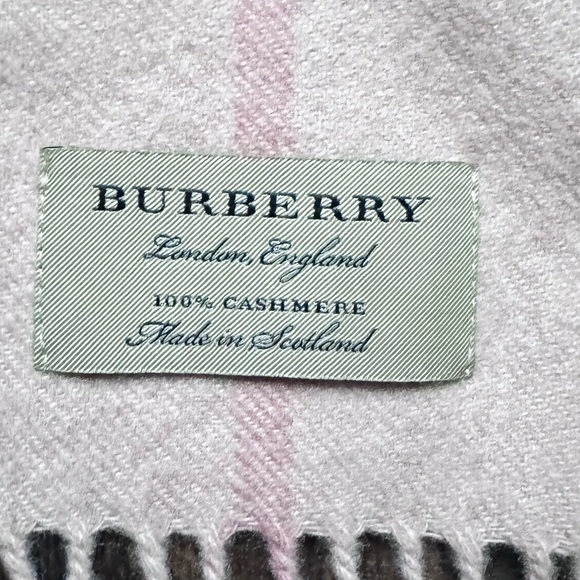 BURBERRY
London, England
100% CASHMERE
Made in Scotland